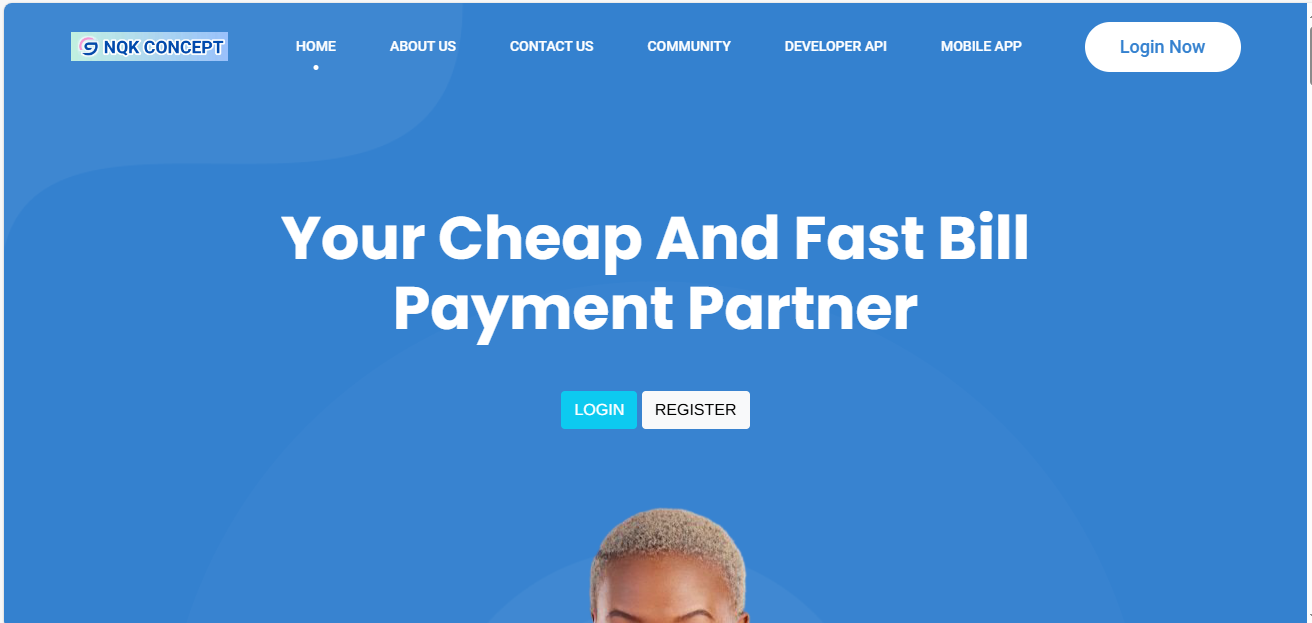 NQK CONCEPT
HOME
ABOUT US
CONTACT US
COMMUNITY
DEVELOPER API
MOBILE APP
Login Now
Your Cheap And Fast Bill
Payment Partner
LOGIN
REGISTER